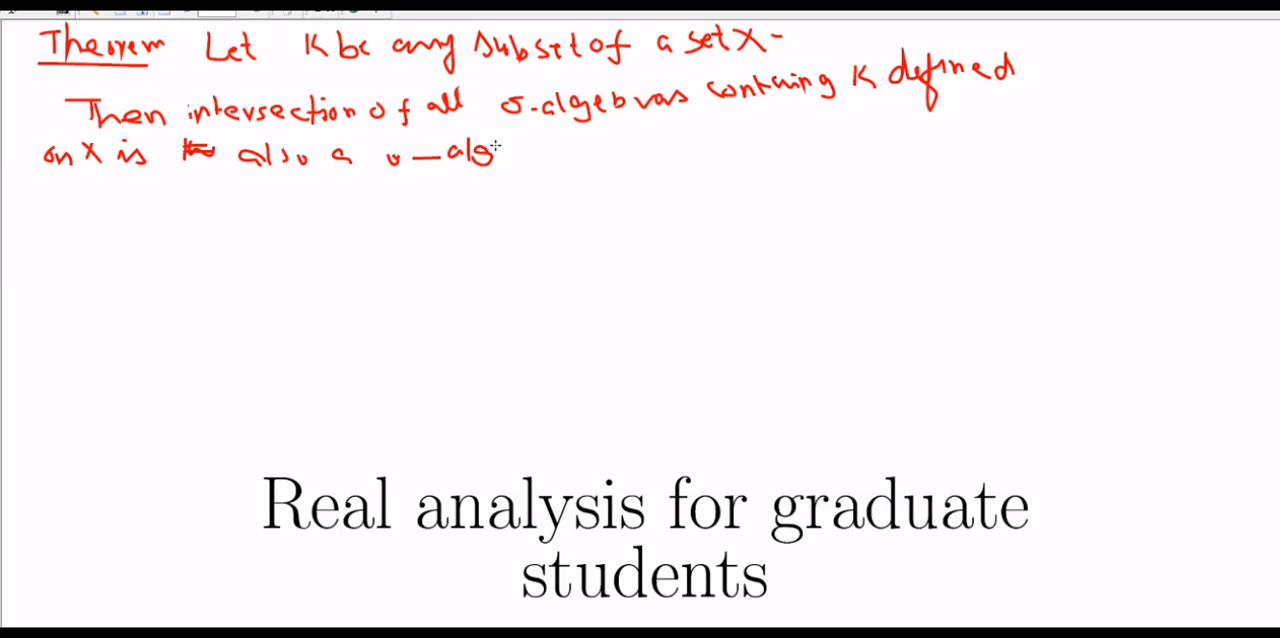 Theorem Let K be any subset of a set X-
Then intersection of all σ-algebras containing K defined
on X is also a σ-alg
Real analysis for graduate
students